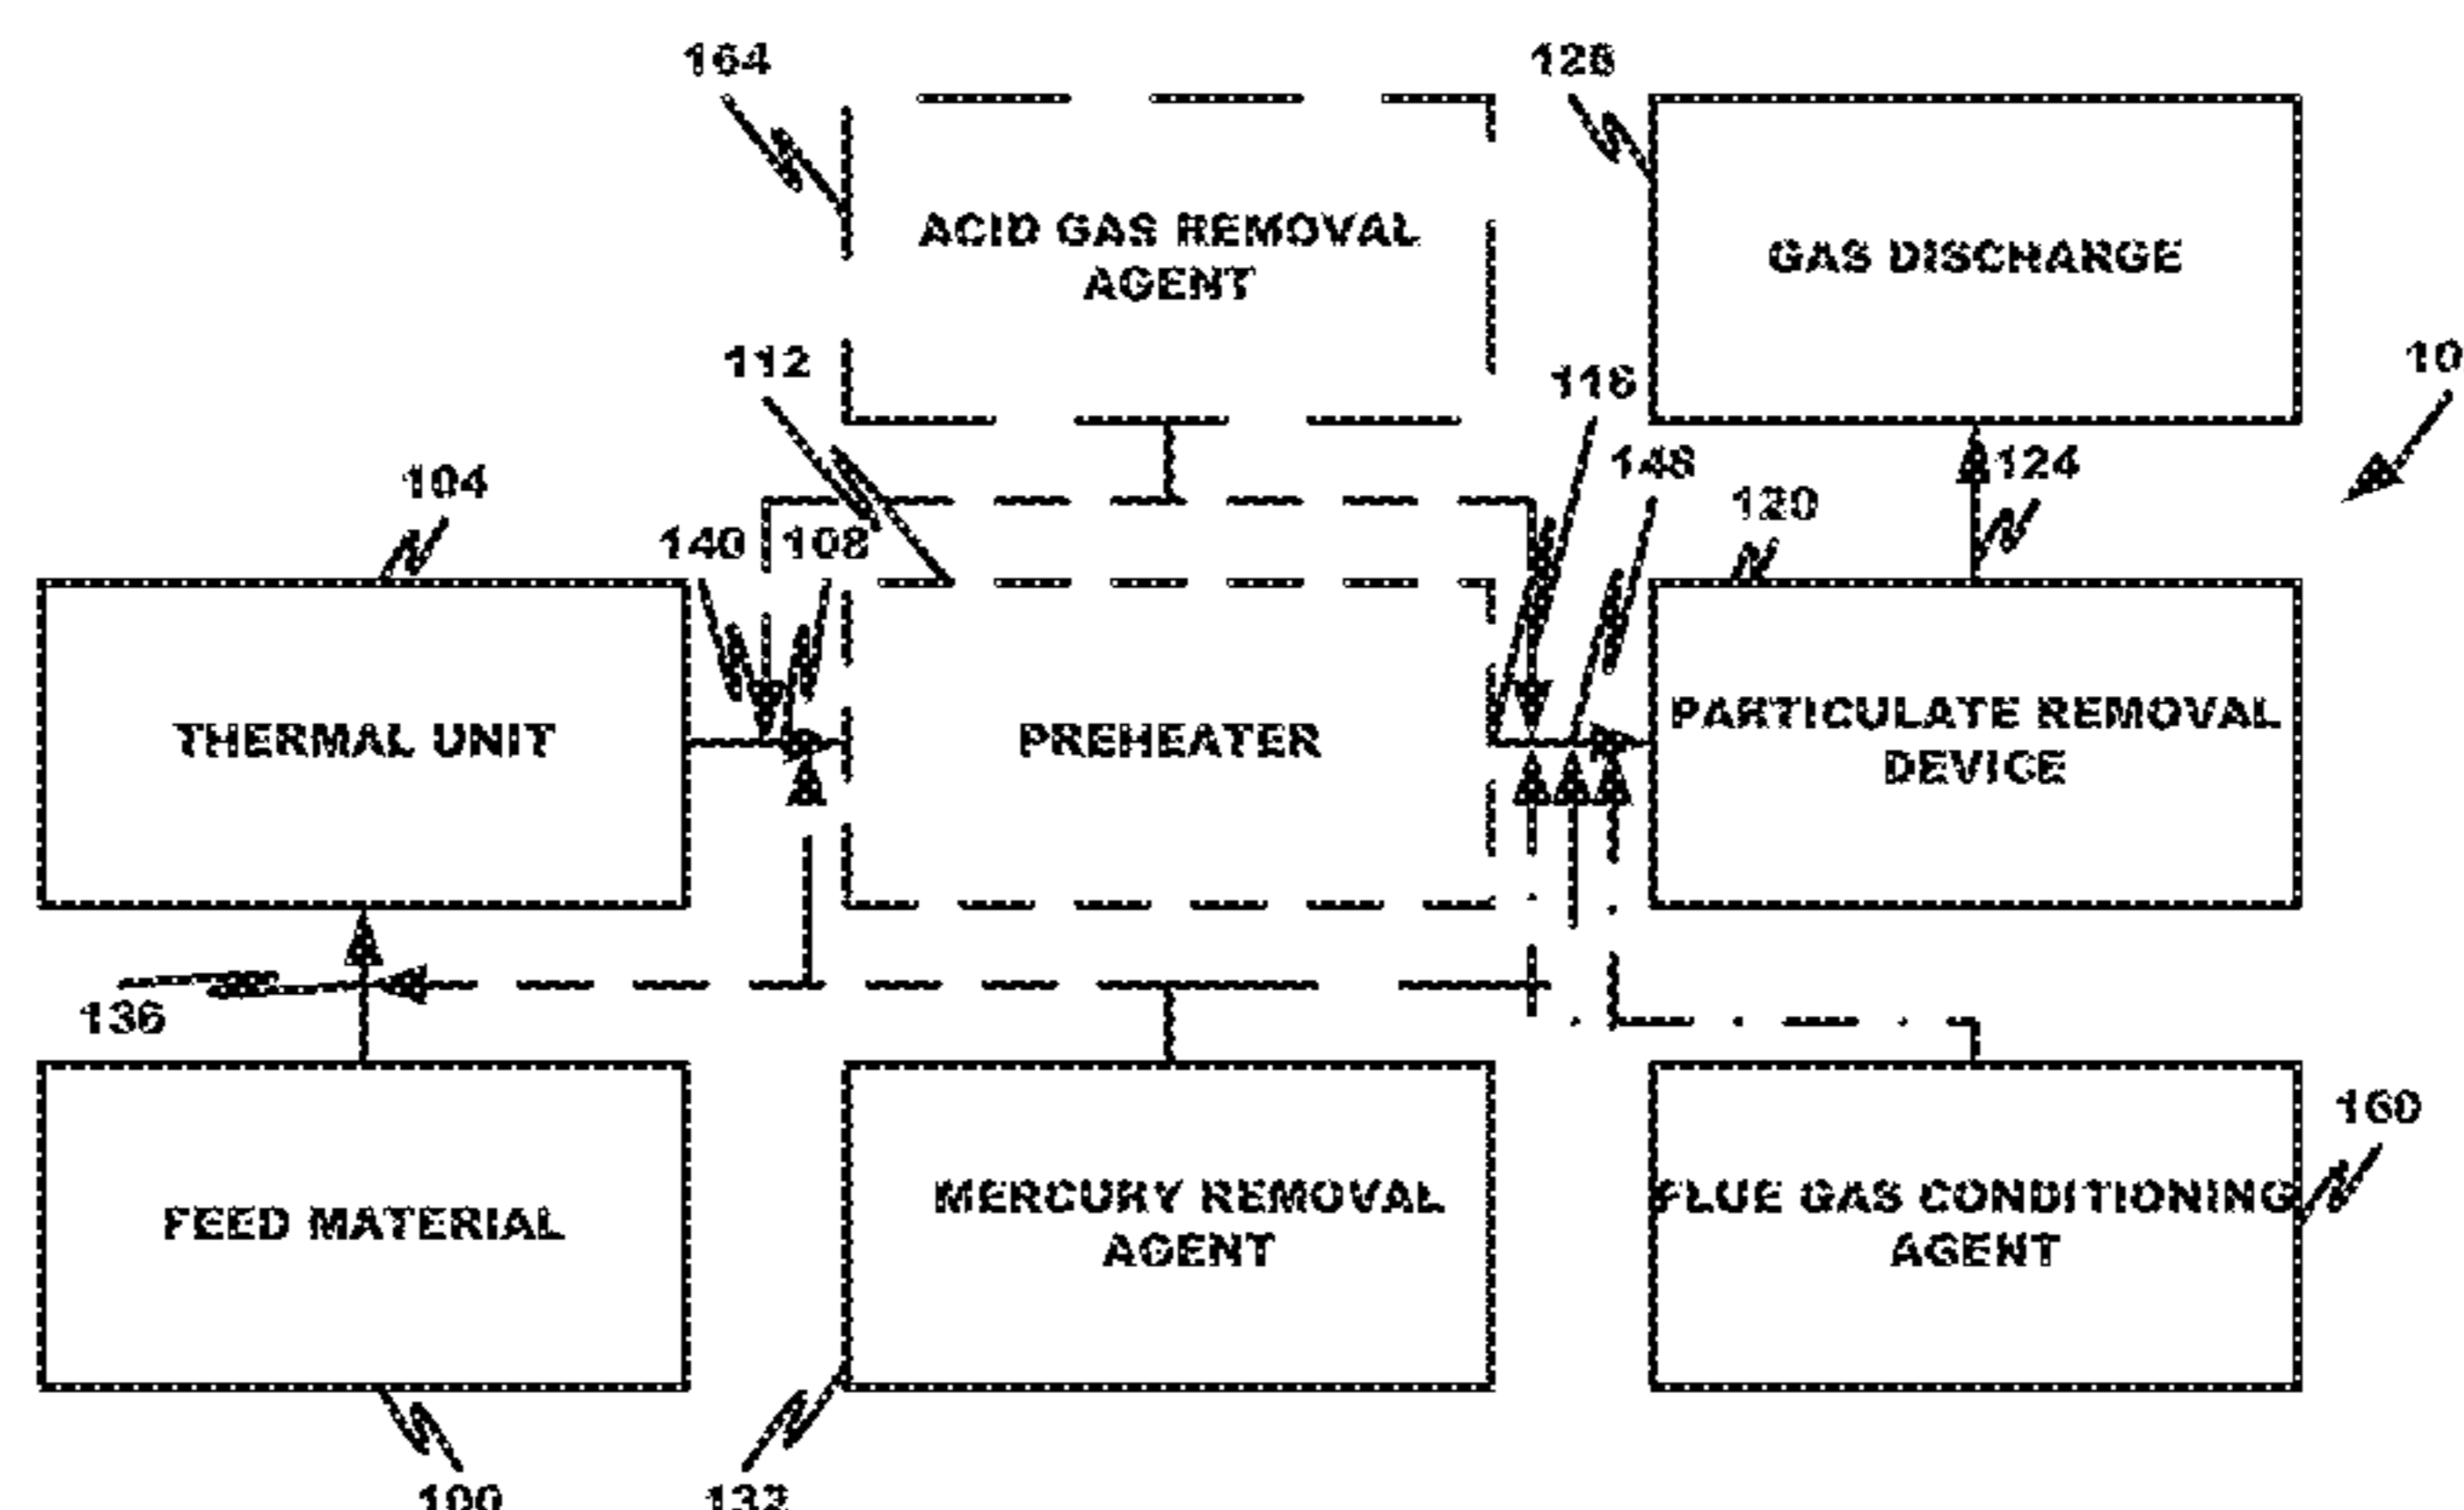 164
128
ACID GAS REMOVAL
AGENT
GAS DISCHARGE
112
116
10
104
148
124
120
140
108
THERMAL UNIT
PREHEATER
PARTICULATE REMOVAL
DEVICE
136
160
FEED MATERIAL
MERCURY REMOVAL
AGENT
FLUE GAS CONDITIONING
AGENT
100
132